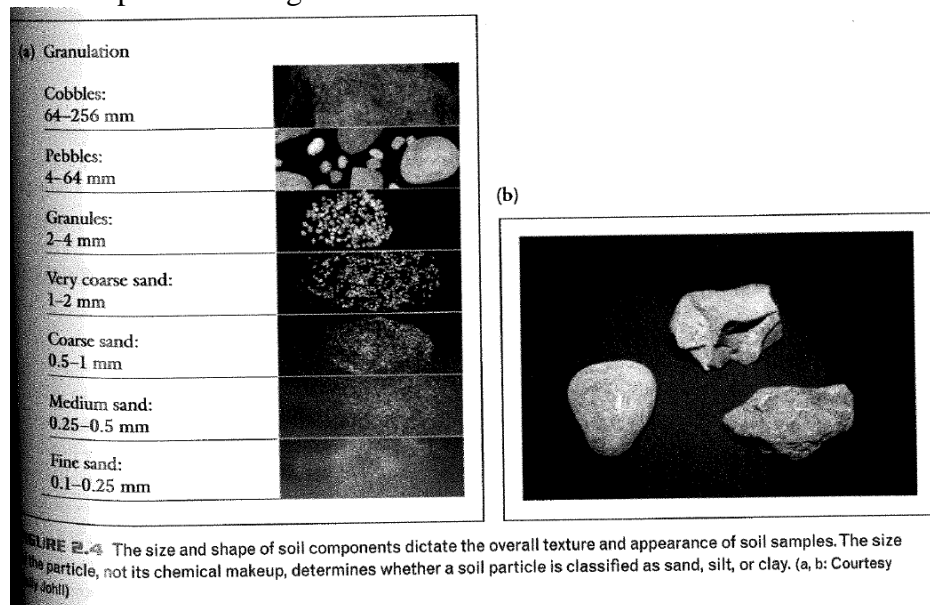 (a) Granulation
Cobbles:
64–256 mm
Pebbles:
4–64 mm
Granules:
2–4 mm
Very coarse sand:
1–2 mm
Coarse sand:
0.5–1 mm
Medium sand:
0.25–0.5 mm
Fine sand:
0.1–0.25 mm
(b)
2.4 The size and shape of soil components dictate the overall texture and appearance of soil samples. The size
particle, not its chemical makeup, determines whether a soil particle is classified as sand, silt, or clay. (a, b: Courtesy
Johll)